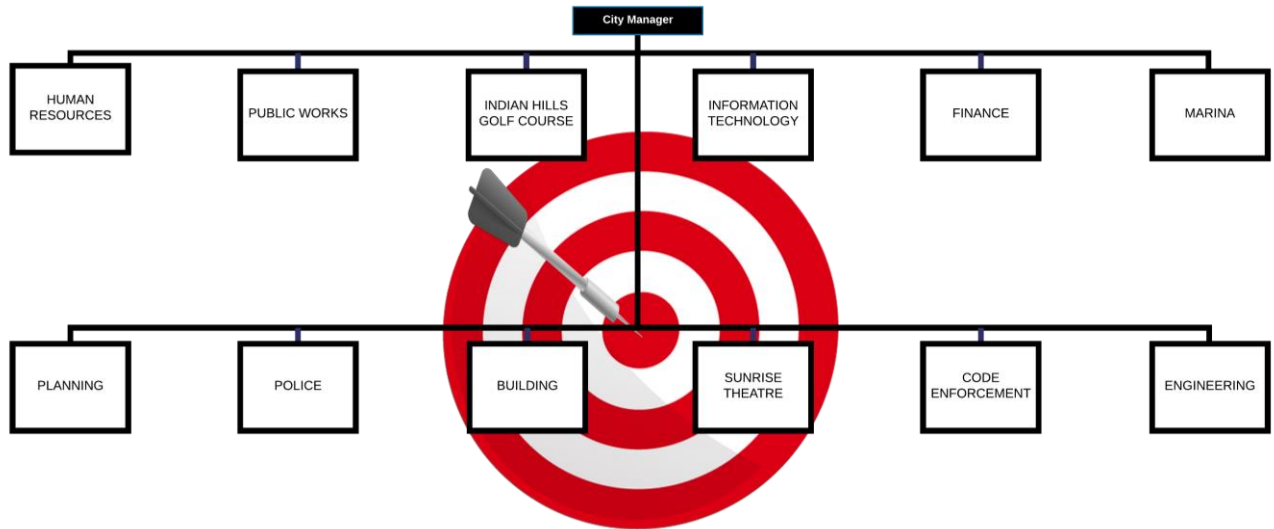 City Manager
HUMAN
RESOURCES
PUBLIC WORKS
INDIAN HILLS
GOLF COURSE
INFORMATION
TECHNOLOGY
FINANCE
MARINA
PLANNING
POLICE
BUILDING
SUNRISE
THEATRE
CODE
ENFORCEMENT
ENGINEERING